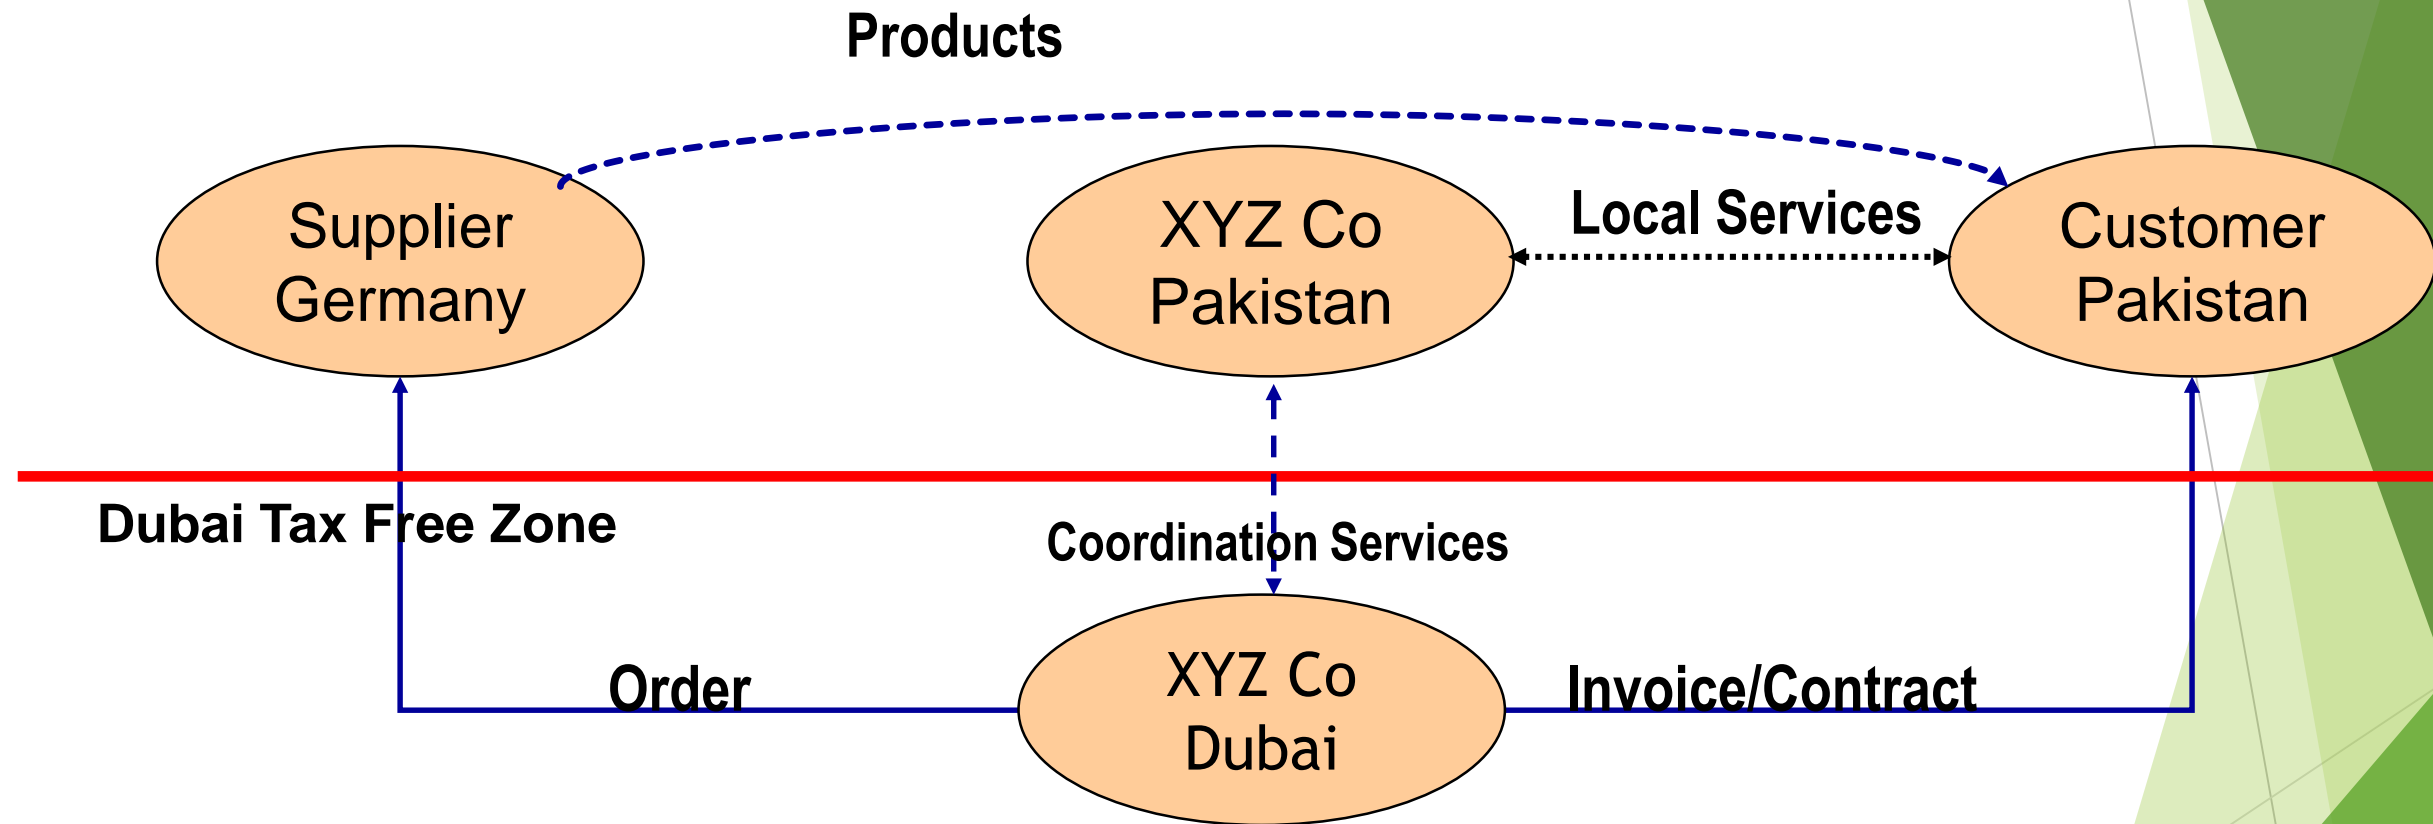 Products
Supplier
Germany
XYZ Co
Pakistan
Local Services
Customer
Pakistan
Dubai Tax Free Zone
Coordination Services
Order
XYZ Co
Dubai
Invoice/Contract